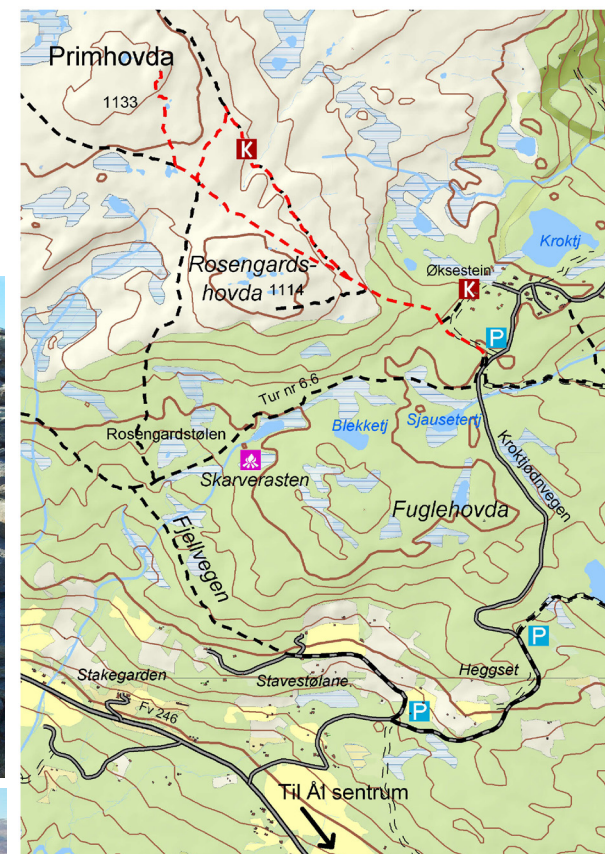 Primhovda
1133
K
Kroktj
Rosengards-
hovda 1114
Øksestein
K
P
Tur nr 6.6
Blekketj
Sjausetertj
Rosengardstølen
Skarverasten
Kroktjødnvegen
Fuglehovda
Fjellvegen
P
Stakegarden
Stavestølane
Heggset
Fv 246
P
Til Ål sentrum